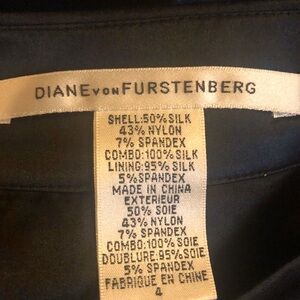 DIANE VON FURSTENBERG
SHELL:50%SILK
43%NYLON
7% SPANDEX
COMBO:100%SILK
LINING:95%SILK
5%SPANDEX
MADE IN CHINA
EXTERIEUR
50% SOIE
43% NYLON
7% SPANDEX
COMBO:100%SOIE
DOUBLURE:95%SOIE
5% SPANDEX
FABRIQUE EN CHINE
4